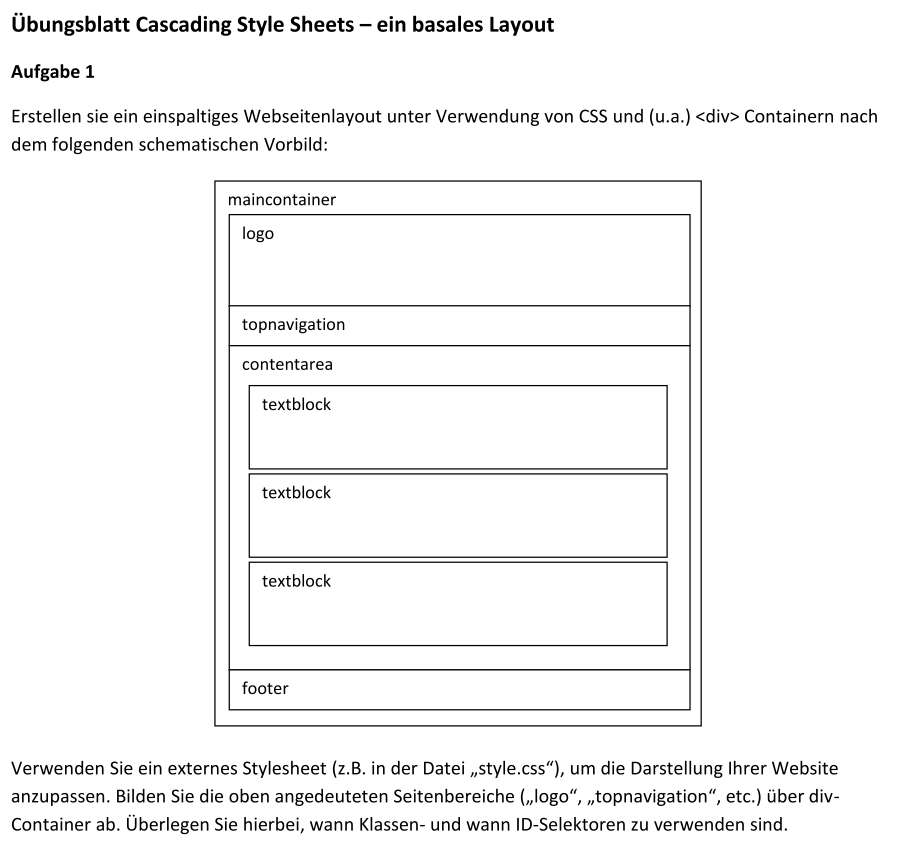 Übungsblatt Cascading Style Sheets – ein basales Layout
Aufgabe 1
Erstellen sie ein einspaltiges Webseitenlayout unter Verwendung von CSS und (u.a.) <div> Containern nach
dem folgenden schematischen Vorbild:
maincontainer
logo
topnavigation
contentarea
textblock
textblock
textblock
footer
Verwenden Sie ein externes Stylesheet (z.B. in der Datei „style.css“), um die Darstellung Ihrer Website
anzupassen. Bilden Sie die oben angedeuteten Seitenbereiche („logo“, „topnavigation“, etc.) über div-
Container ab. Überlegen Sie hierbei, wann Klassen- und wann ID-Selektoren zu verwenden sind.